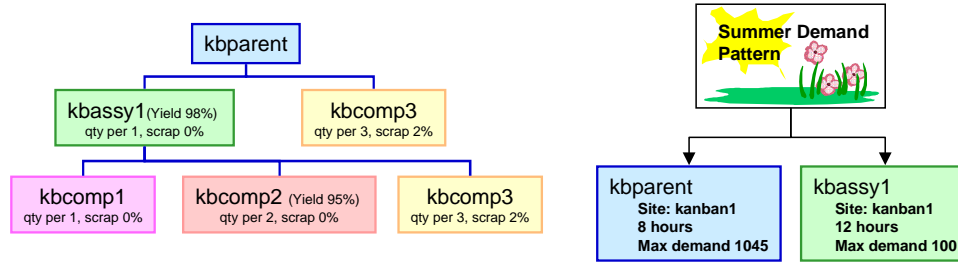 kbparent
kbassy1 (Yield 98%)
qty per 1, scrap 0%
kbcomp3
qty per 3, scrap 2%
kbcomp1
qty per 1, scrap 0%
kbcomp2 (Yield 95%)
qty per 2, scrap 0%
kbcomp3
qty per 3, scrap 2%
Summer Demand
Pattern
kbparent
Site: kanban1
8 hours
Max demand 1045
kbassy1
Site: kanban1
12 hours
Max demand 100